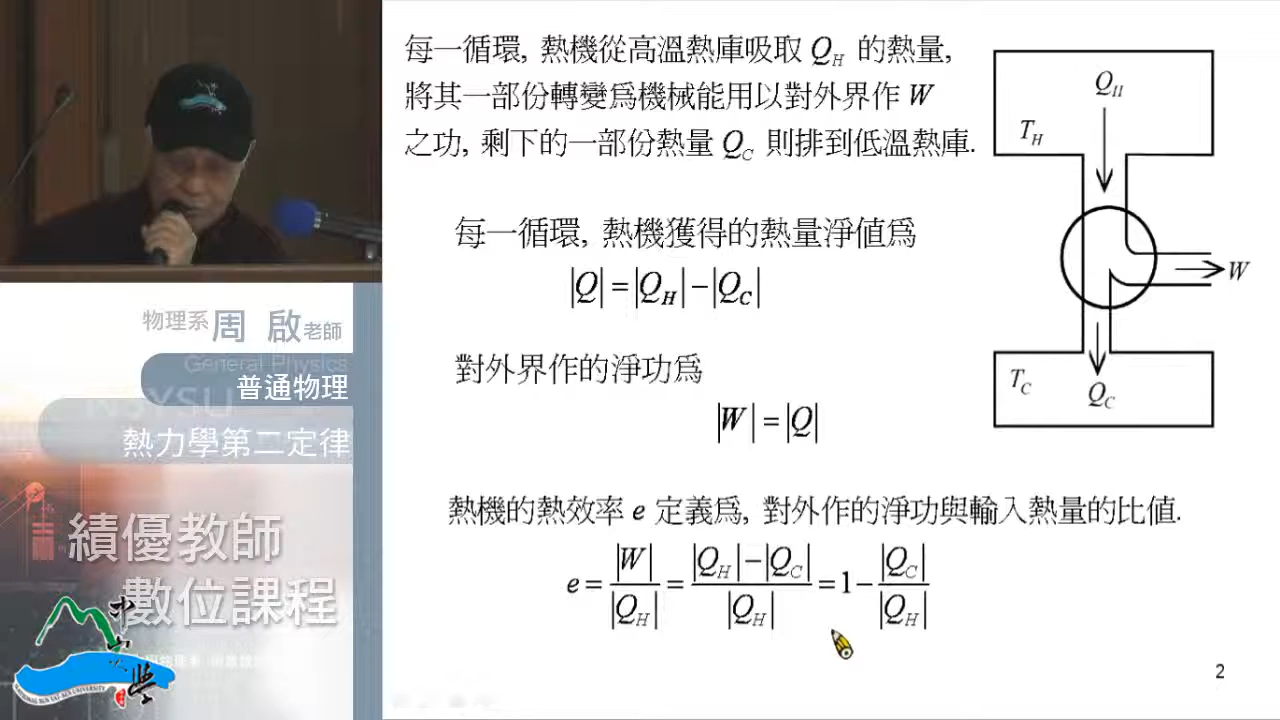 每一循環, 熱機從高溫熱庫吸取 Q_H 的熱量,
將其一部份轉變為機械能用以對外界作 W
之功, 剩下的一部份熱量 Q_C 則排到低溫熱庫.
每一循環, 熱機獲得的熱量淨值為
|Q| = |Q_H| − |Q_C|
對外界作的淨功為
|W| = |Q|
熱機的熱效率 e 定義為, 對外作的淨功與輸入熱量的比值.
e = |W| / |Q_H| = (|Q_H| − |Q_C|) / |Q_H| = 1 − |Q_C| / |Q_H|
Q_H
T_H
W
T_C
Q_C
2
物理系 周 啟 老師
General Physics
普通物理
熱力學第二定律
績優教師
數位課程